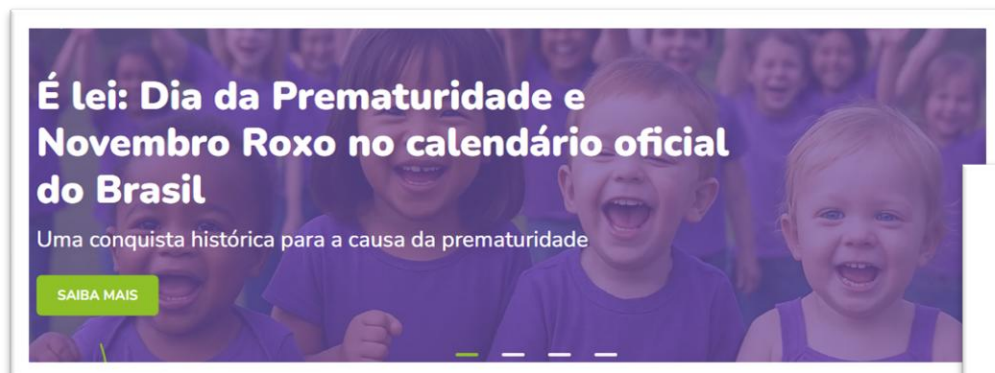 É lei: Dia da Prematuridade e
Novembro Roxo no calendário oficial
do Brasil
Uma conquista histórica para a causa da prematuridade
SAIBA MAIS